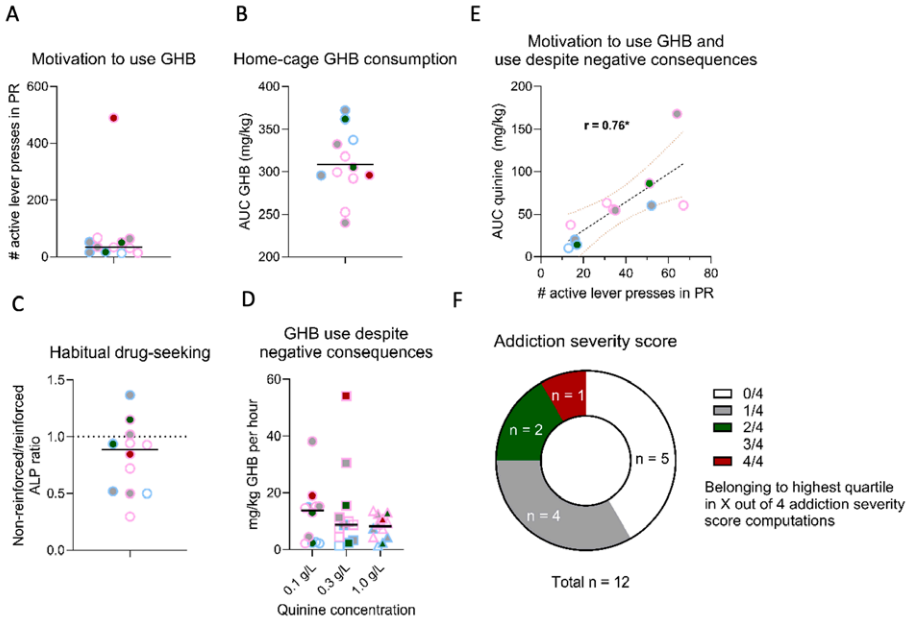 A
Motivation to use GHB
# active lever presses in PR
600
400
200
0
B
Home-cage GHB consumption
AUC GHB (mg/kg)
400
350
300
250
200
E
Motivation to use GHB and
use despite negative consequences
AUC quinine (mg/kg)
200
150
100
50
0
r = 0.76*
0 20 40 60 80
# active lever presses in PR
C
Habitual drug-seeking
Non-reinforced/reinforced
ALP ratio
1.5
1.0
0.5
0.0
D
GHB use despite
negative consequences
mg/kg GHB per hour
60
40
20
0
0.1 g/L 0.3 g/L 1.0 g/L
Quinine concentration
F
Addiction severity score
n = 1
n = 2
n = 5
n = 4
Total n = 12
0/4
1/4
2/4
3/4
4/4
Belonging to highest quartile
in X out of 4 addiction severity
score computations